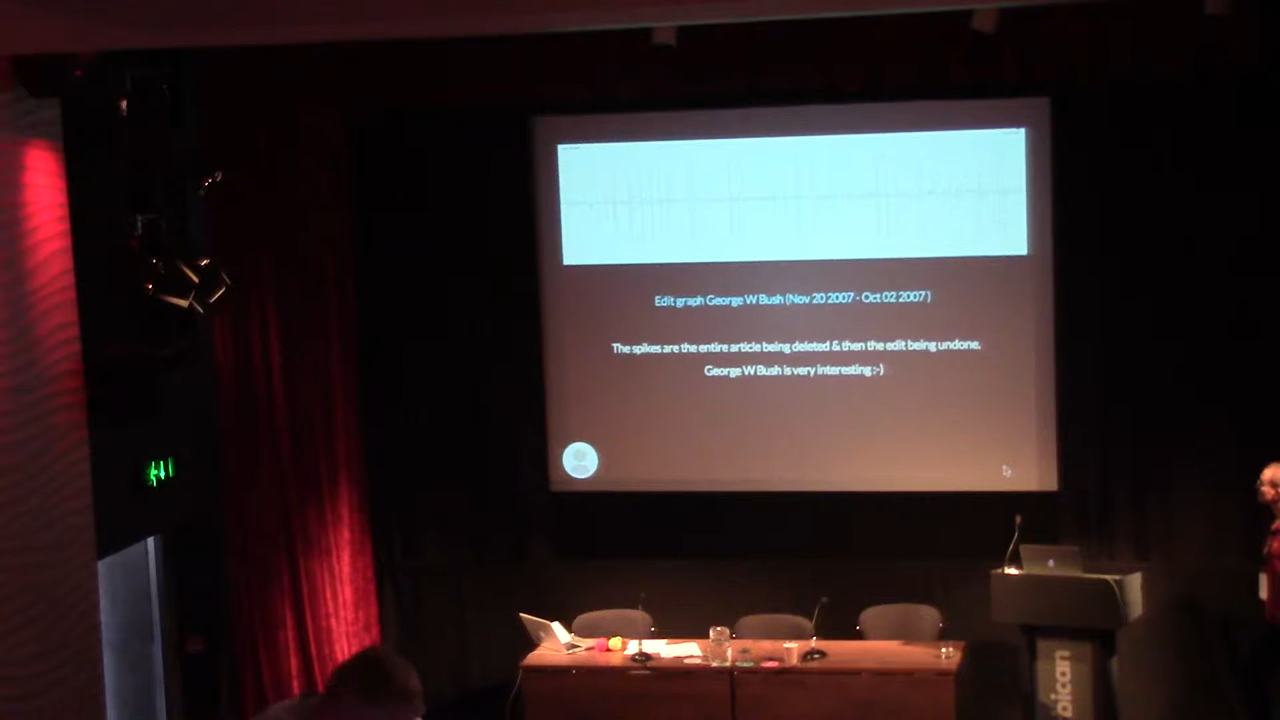 Edit graph George W Bush (Nov 20 2007 - Oct 02 2007 )
The spikes are the entire article being deleted & then the edit being undone.
George W Bush is very interesting :-)
bican